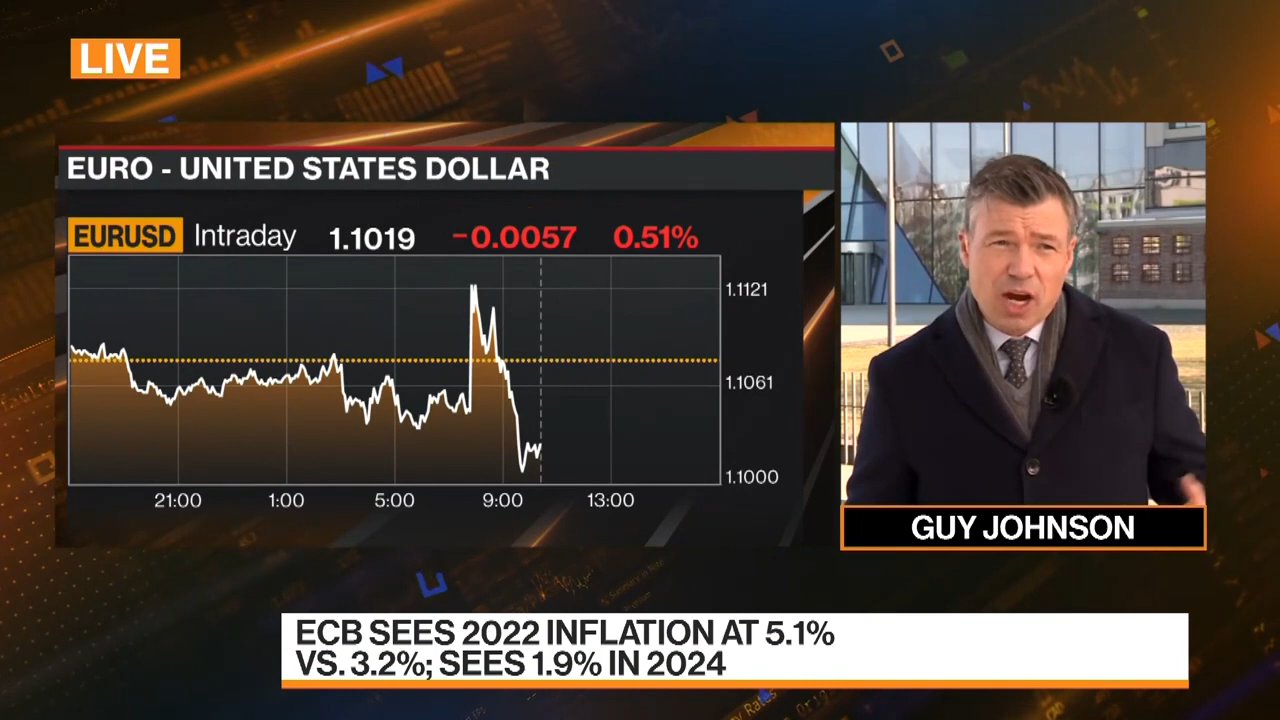 LIVE
EURO - UNITED STATES DOLLAR
EURUSD Intraday 1.1019 -0.0057 0.51%
1.1121
1.1061
1.1000
21:00 1:00 5:00 9:00 13:00
GUY JOHNSON
ECB SEES 2022 INFLATION AT 5.1%
VS. 3.2%; SEES 1.9% IN 2024